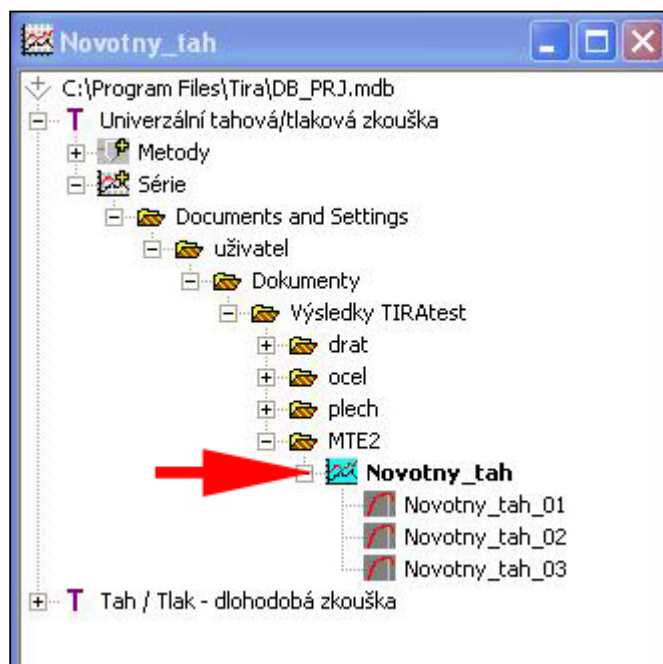 Novotny_tah
C:\Program Files\Tira\DB_PRJ.mdb
T Univerzální tahová/tlaková zkouška
Metody
Série
Documents and Settings
uživatel
Dokumenty
Výsledky TIRAtest
drat
ocel
plech
MTE2
Novotny_tah
Novotny_tah_01
Novotny_tah_02
Novotny_tah_03
T Tah / Tlak - dlohodobá zkouška